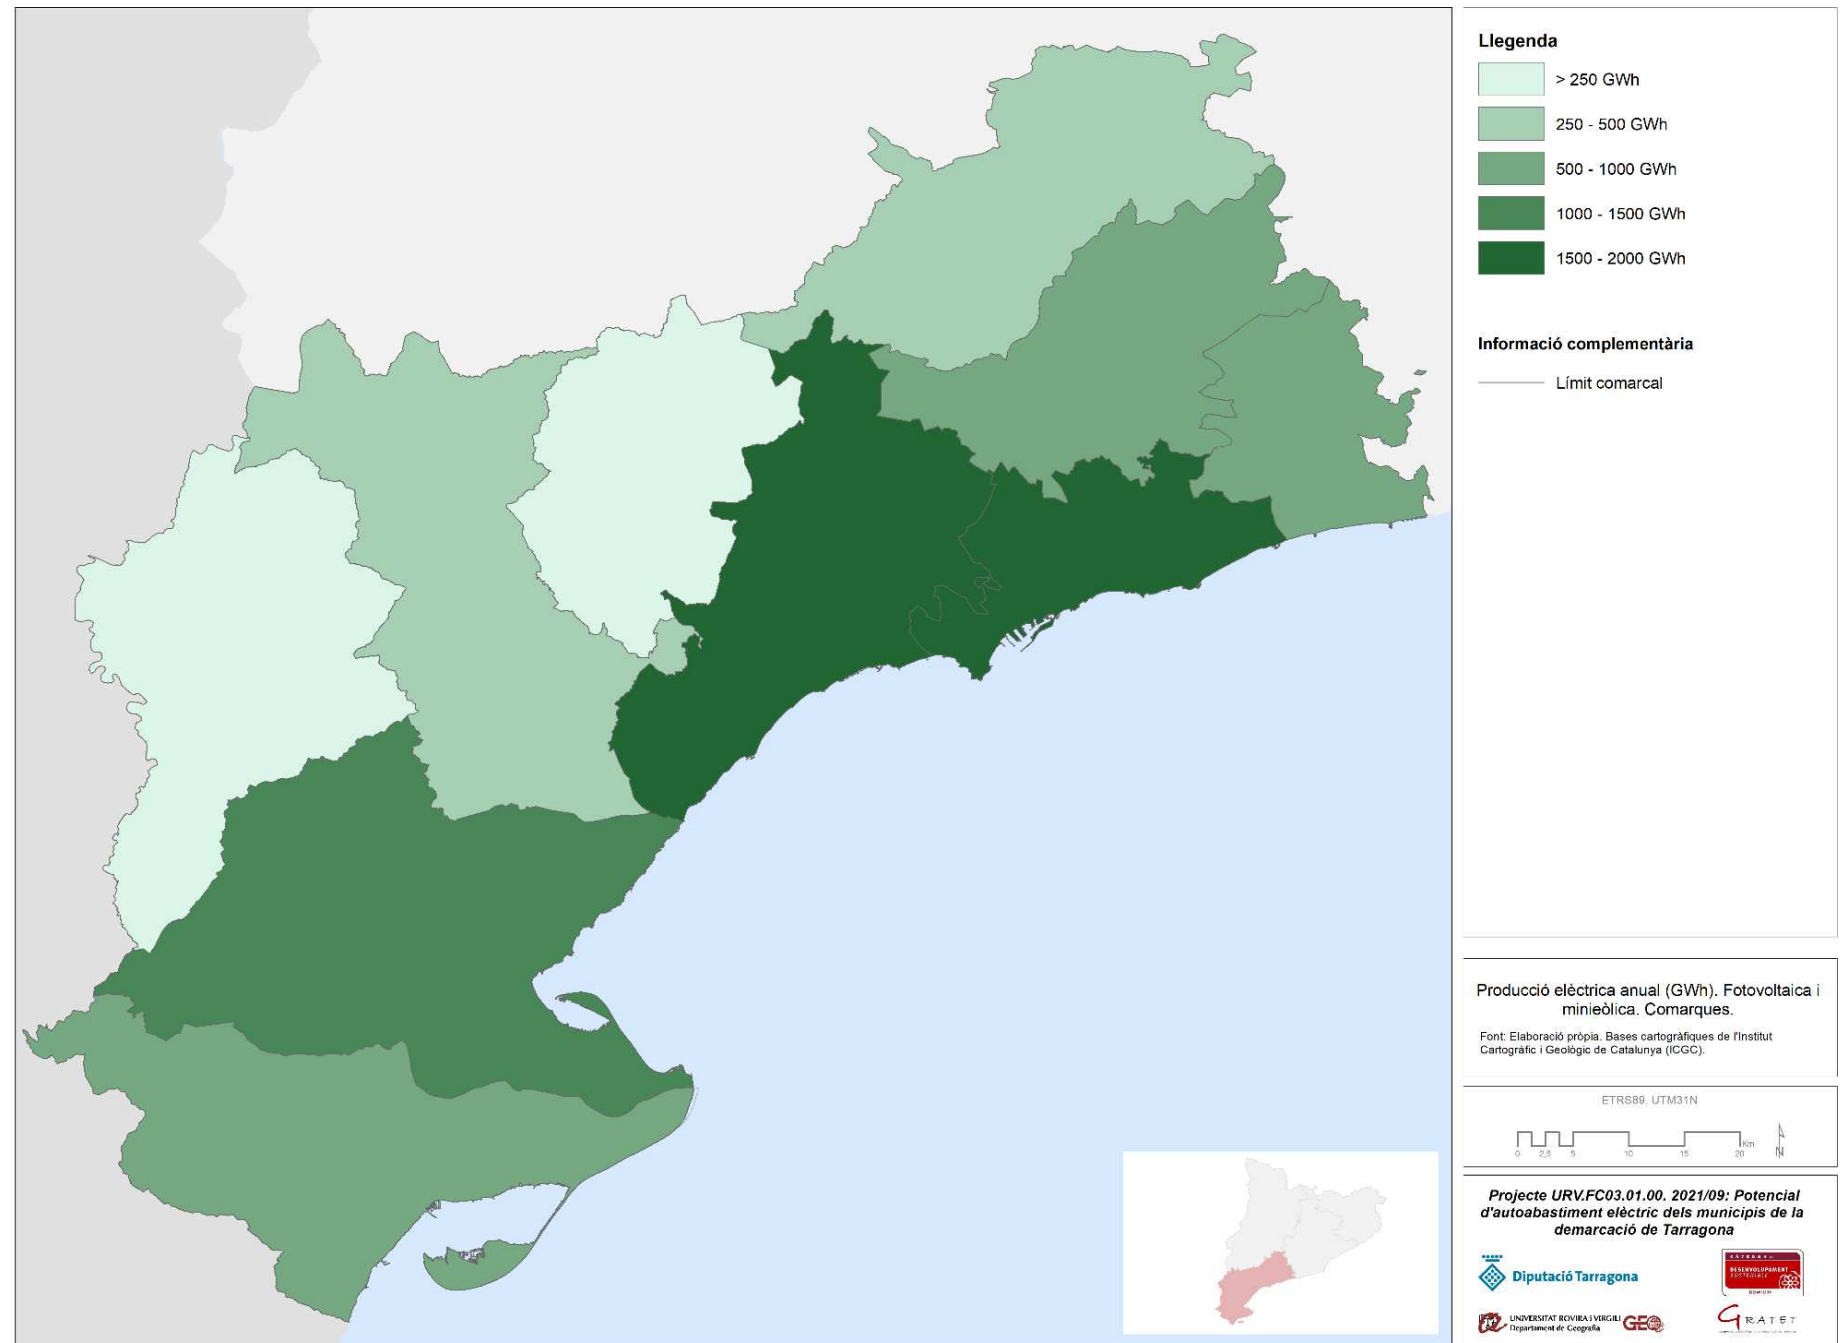 Llegenda
> 250 GWh
250 - 500 GWh
500 - 1000 GWh
1000 - 1500 GWh
1500 - 2000 GWh
Informació complementària
Límit comarcal
Producció elèctrica anual (GWh). Fotovoltaica i
minieòlica. Comarques.
Font: Elaboració pròpia. Bases cartogràfiques de l'Institut
Cartogràfic i Geològic de Catalunya (ICGC).
ETRS89, UTM31N
Km
0 2,5 5 10 15 20
N
Projecte URV.FC03.01.00. 2021/09: Potencial
d'autoabastiment elèctric dels municipis de la
demarcació de Tarragona
Diputació Tarragona
CÀTEDRA
DESENVOLUPAMENT
SOSTENIBLE
UNIVERSITAT ROVIRA i VIRGILI
Departament de Geografia
GEO
GRATET